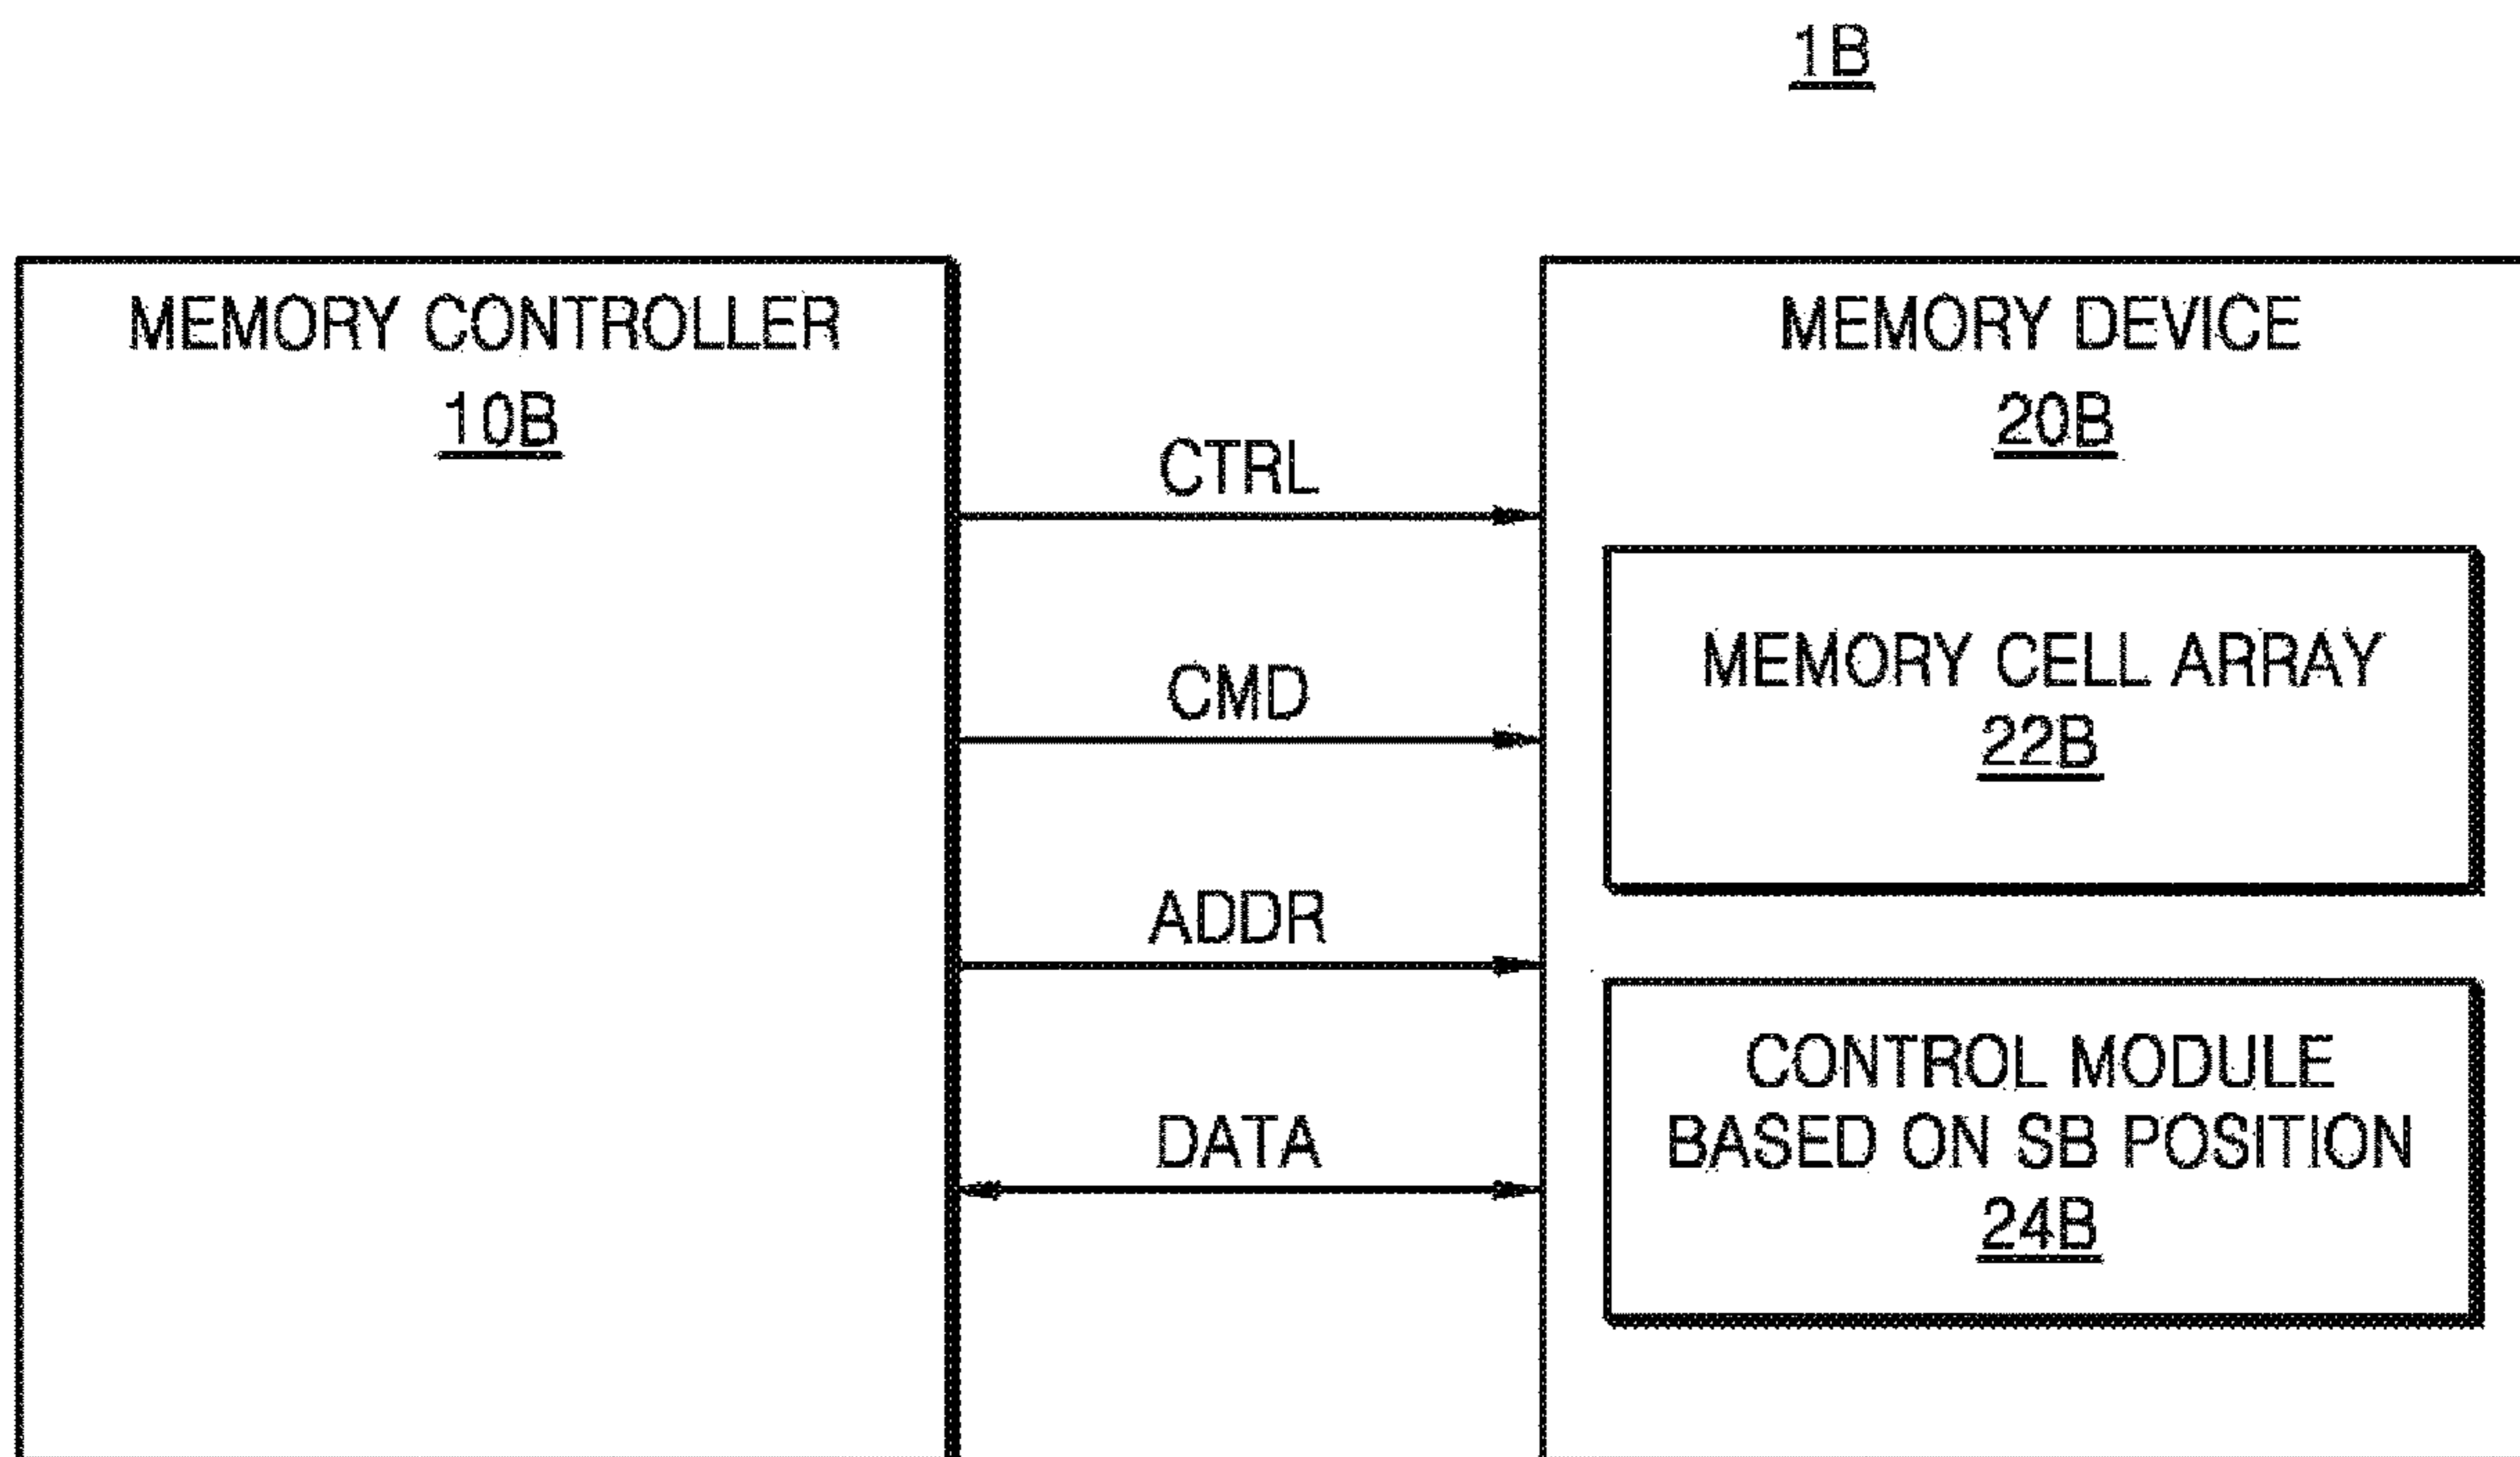 1B
MEMORY CONTROLLER
10B
CTRL
CMD
ADDR
DATA
MEMORY DEVICE
20B
MEMORY CELL ARRAY
22B
CONTROL MODULE
BASED ON SB POSITION
24B